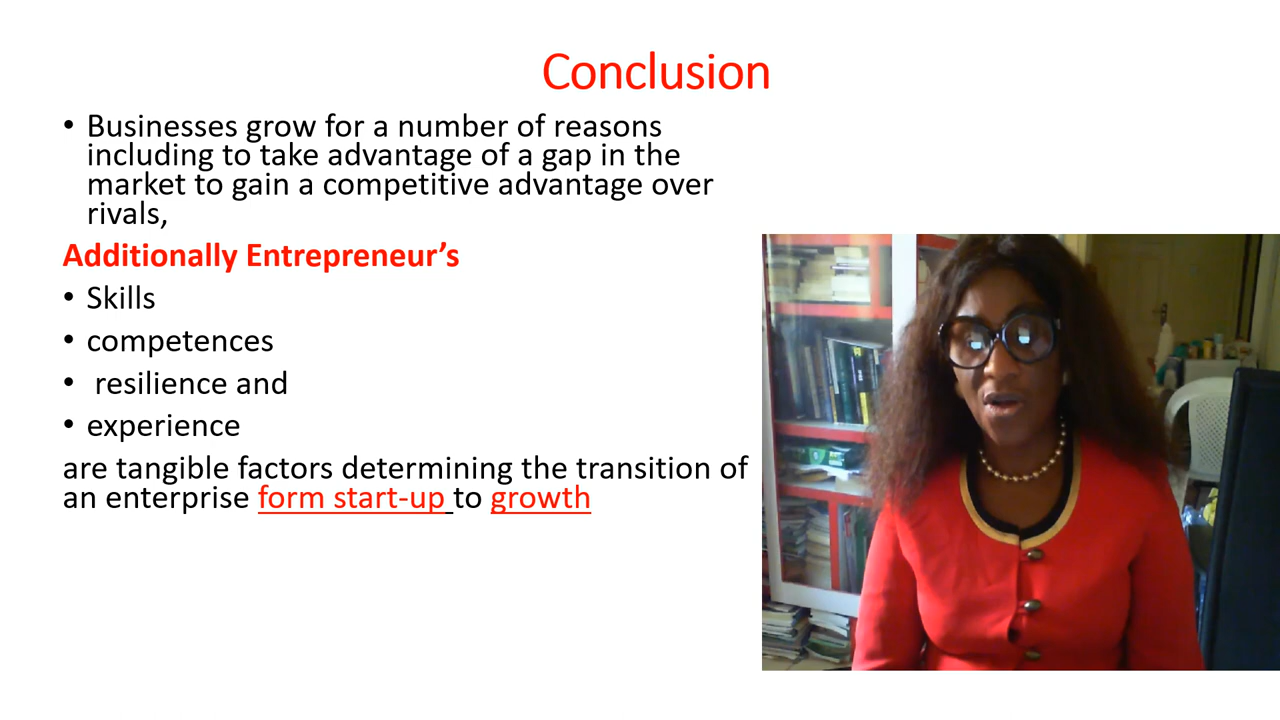 Conclusion
• Businesses grow for a number of reasons
including to take advantage of a gap in the
market to gain a competitive advantage over
rivals,
Additionally Entrepreneur’s
• Skills
• competences
• resilience and
• experience
are tangible factors determining the transition of
an enterprise form start-up to growth